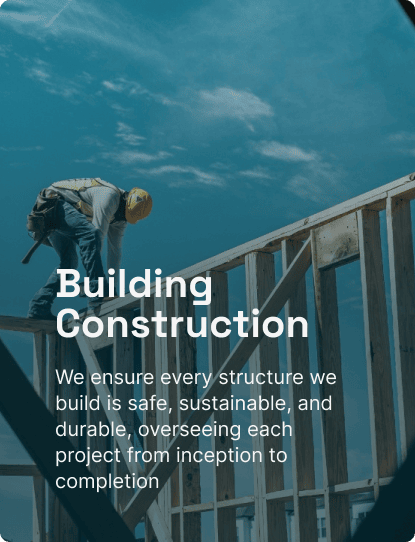 Building
Construction
We ensure every structure we
build is safe, sustainable, and
durable, overseeing each
project from inception to
completion